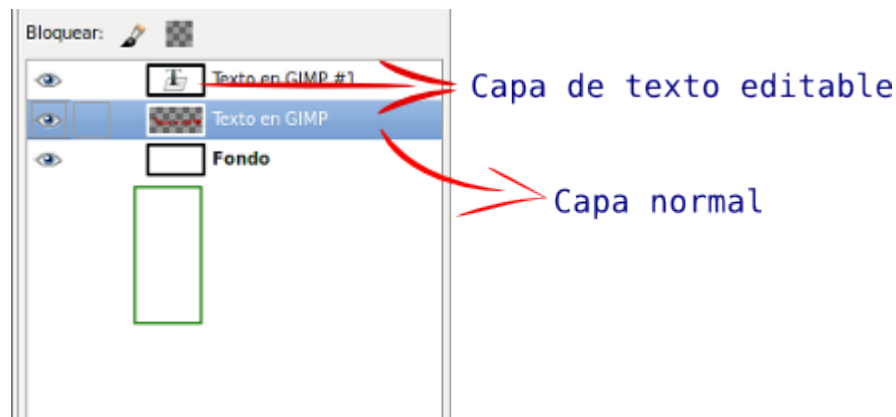 Bloquear:
Texto en GIMP #1
Capa de texto editable
Texto en GIMP
Fondo
Capa normal